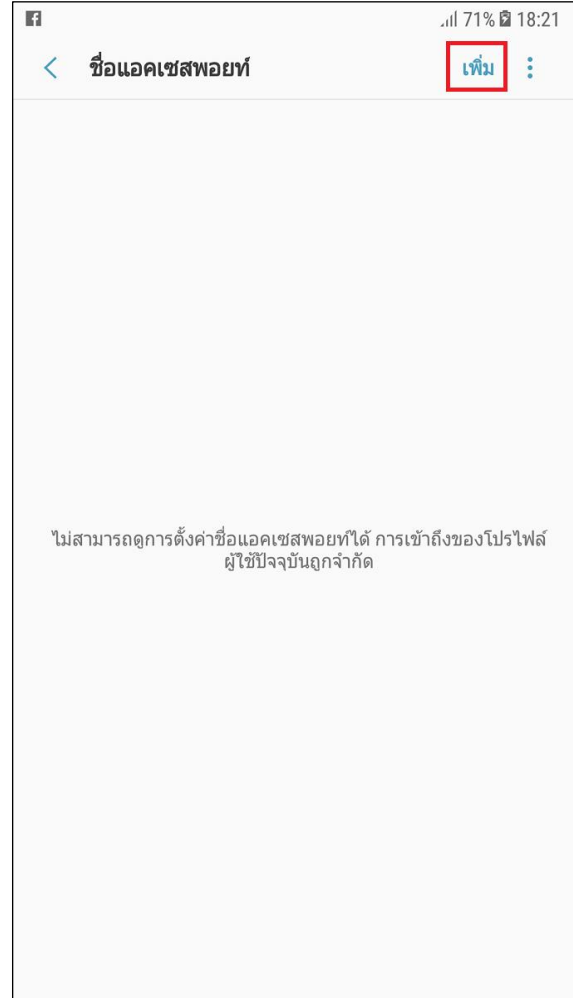 71% 18:21
ชื่อแอคเซสพอยท์ เพิ่ม
ไม่สามารถดูการตั้งค่าชื่อแอคเซสพอยท์ได้ การเข้าถึงของโปรไฟล์
ผู้ใช้ปัจจุบันถูกจำกัด